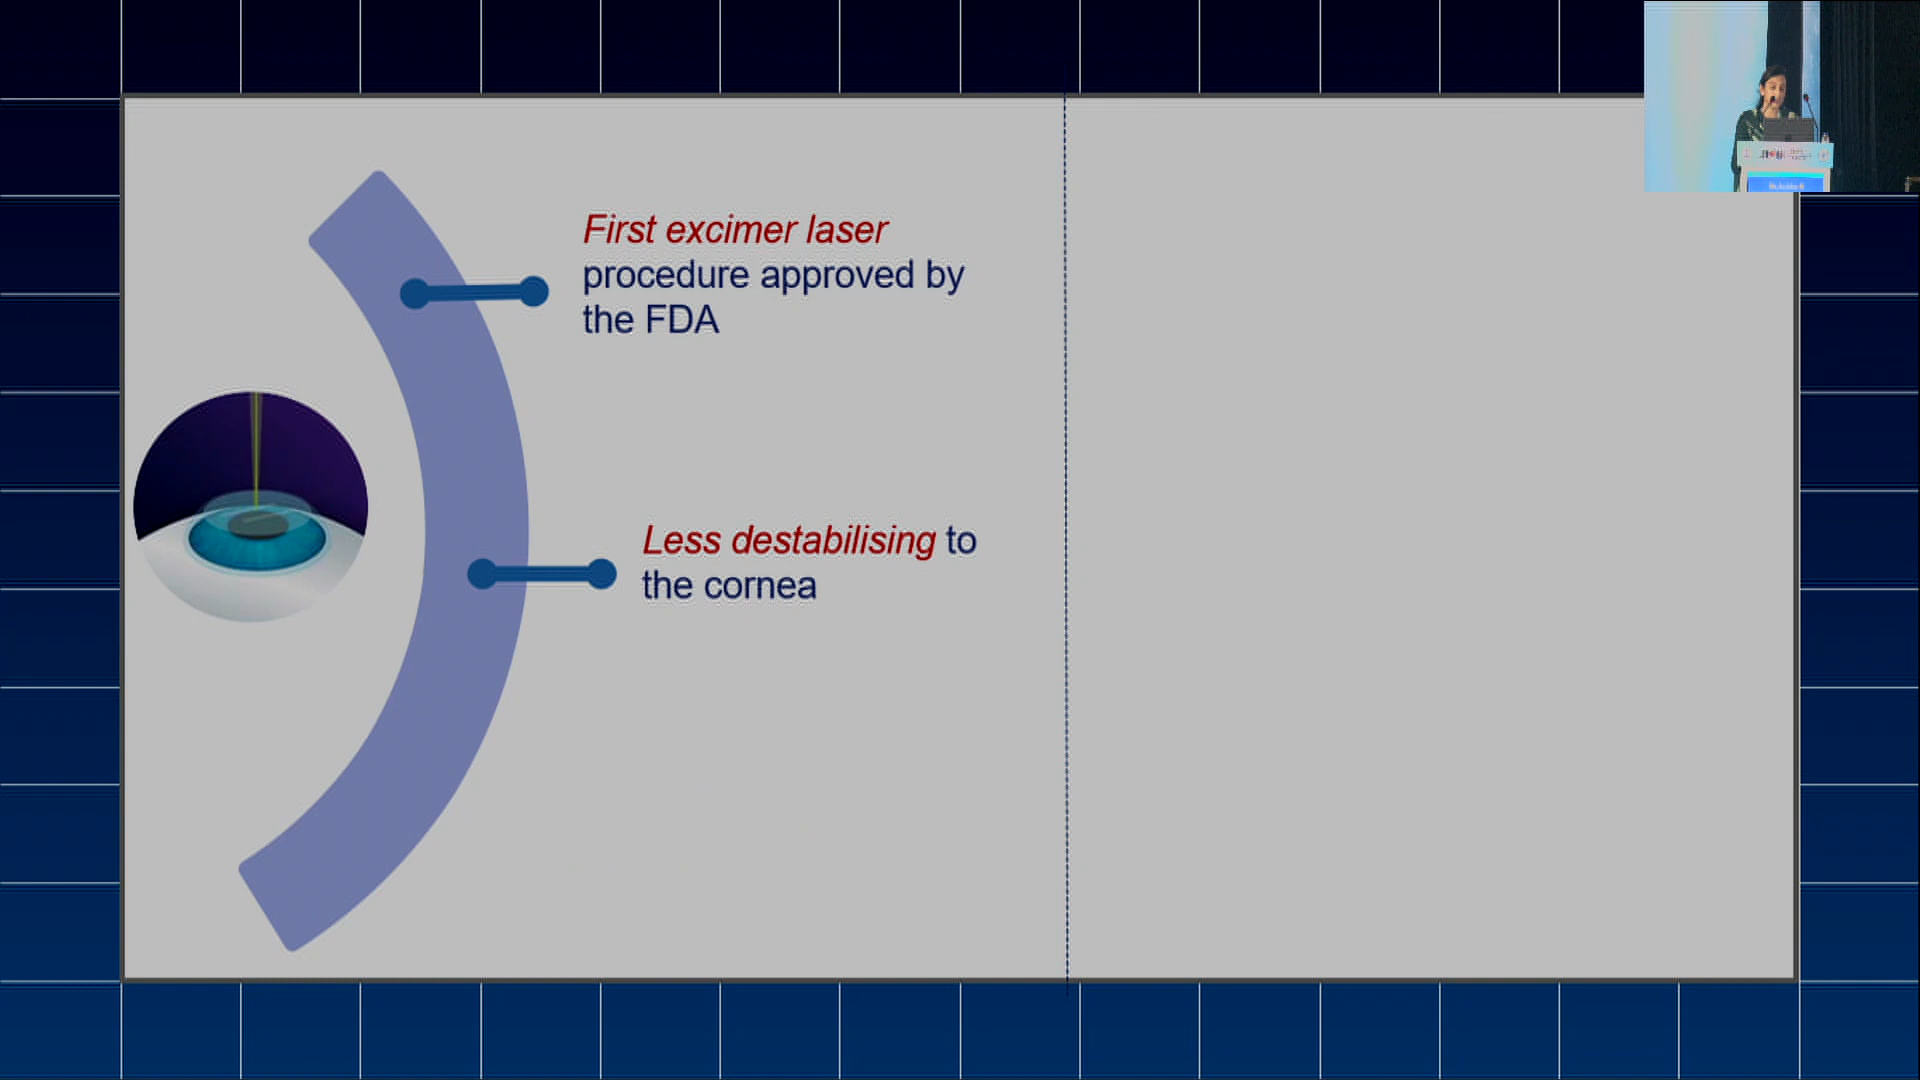 First excimer laser
procedure approved by
the FDA
Less destabilising to
the cornea